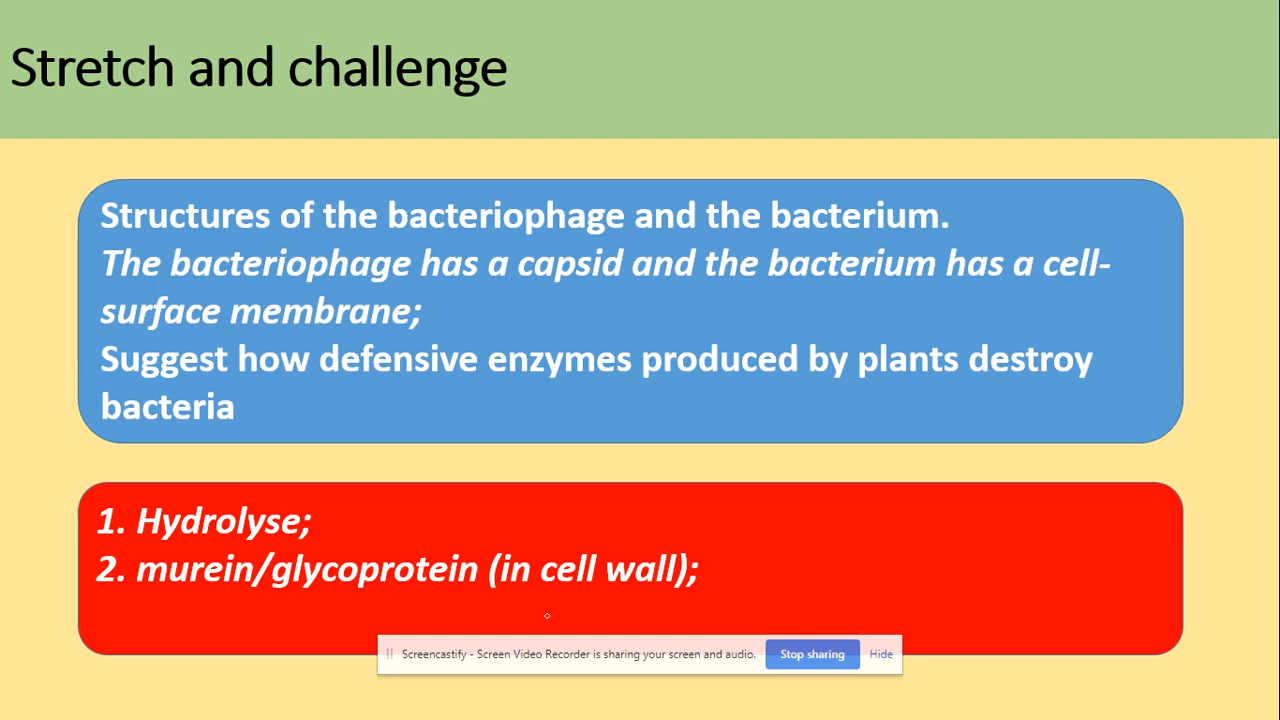 Stretch and challenge
Structures of the bacteriophage and the bacterium.
The bacteriophage has a capsid and the bacterium has a cell-
surface membrane;
Suggest how defensive enzymes produced by plants destroy
bacteria
1. Hydrolyse;
2. murein/glycoprotein (in cell wall);
Screencastify - Screen Video Recorder is sharing your screen and audio. Stop sharing Hide